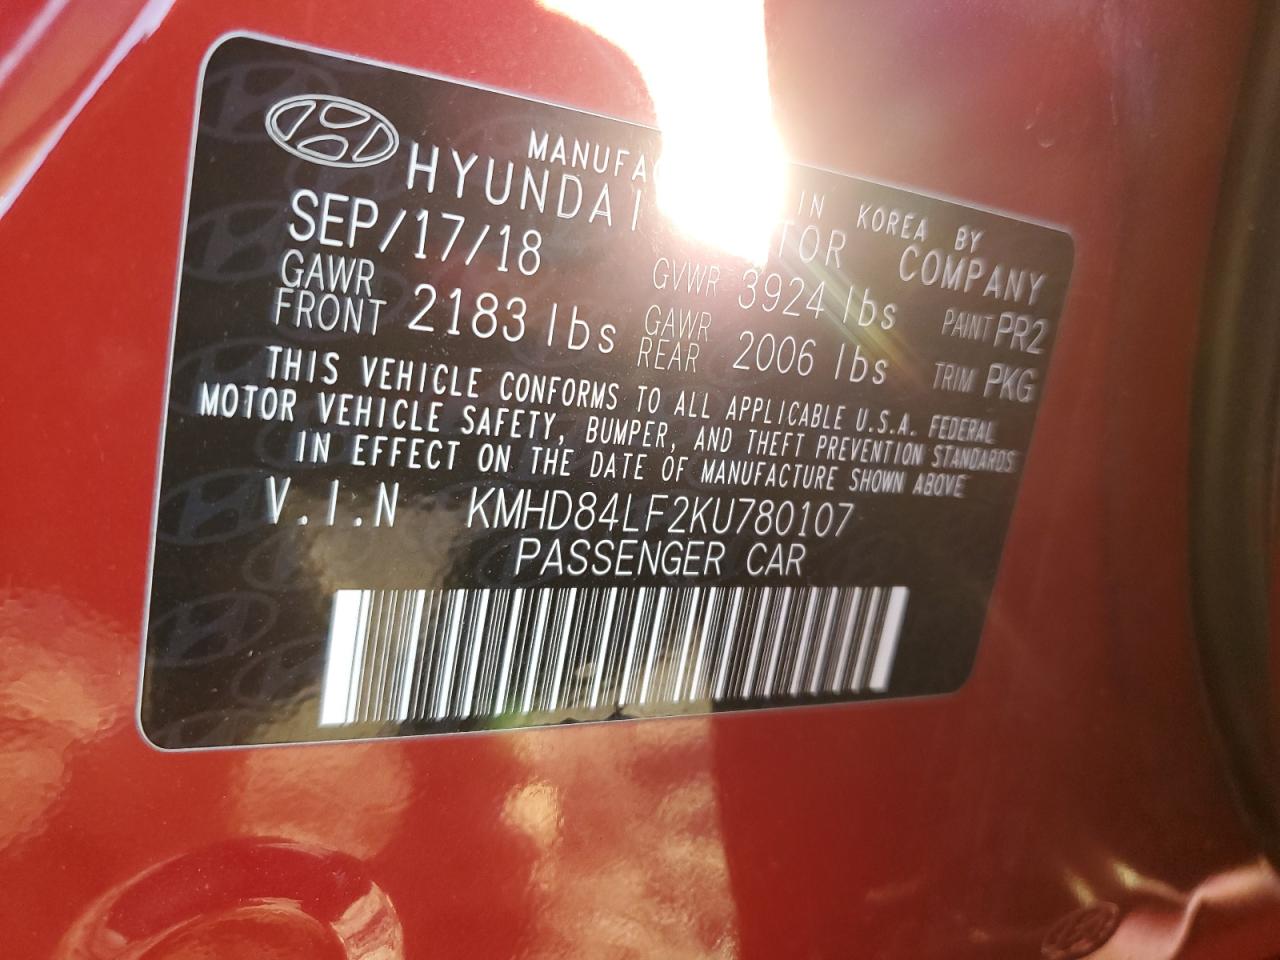 MANUFAC IN KOREA BY
HYUNDAI TOR COMPANY
SEP/17/18 GVWR 3924 lbs PAINT PR2
GAWR FRONT 2183 lbs GAWR REAR 2006 lbs TRIM PKG
THIS VEHICLE CONFORMS TO ALL APPLICABLE U.S.A. FEDERAL
MOTOR VEHICLE SAFETY, BUMPER, AND THEFT PREVENTION STANDARDS
IN EFFECT ON THE DATE OF MANUFACTURE SHOWN ABOVE
V.I.N KMHD84LF2KU780107
PASSENGER CAR